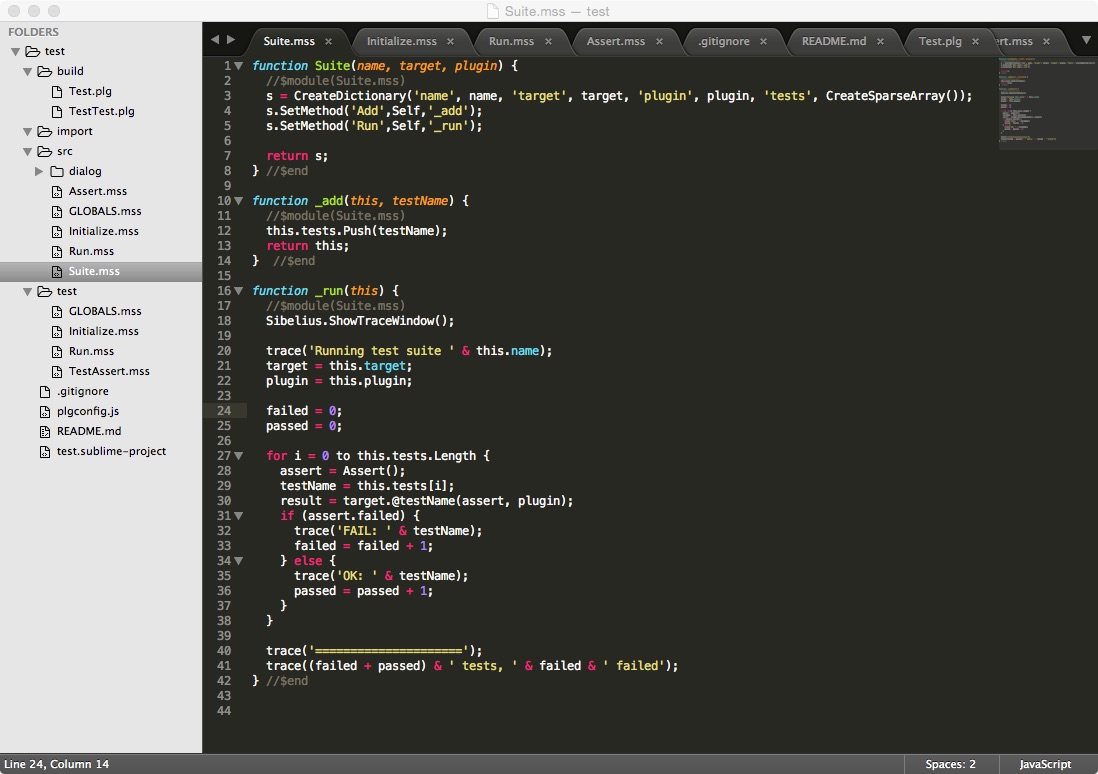 Suite.mss — test
FOLDERS
test
build
Test.plg
TestTest.plg
import
src
dialog
Assert.mss
GLOBALS.mss
Initialize.mss
Run.mss
Suite.mss
test
GLOBALS.mss
Initialize.mss
Run.mss
TestAssert.mss
.gitignore
plgconfig.js
README.md
test.sublime-project
Suite.mss × Initialize.mss × Run.mss × Assert.mss × .gitignore × README.md × Test.plg × ert.mss ×
1 function Suite(name, target, plugin) {
2 //$module(Suite.mss)
3 s = CreateDictionary('name', name, 'target', target, 'plugin', plugin, 'tests', CreateSparseArray());
4 s.SetMethod('Add',Self,'_add');
5 s.SetMethod('Run',Self,'_run');
6
7 return s;
8 } //$end
9
10 function _add(this, testName) {
11 //$module(Suite.mss)
12 this.tests.Push(testName);
13 return this;
14 } //$end
15
16 function _run(this) {
17 //$module(Suite.mss)
18 Sibelius.ShowTraceWindow();
19
20 trace('Running test suite ' & this.name);
21 target = this.target;
22 plugin = this.plugin;
23
24 failed = 0;
25 passed = 0;
26
27 for i = 0 to this.tests.Length {
28 assert = Assert();
29 testName = this.tests[i];
30 result = target.@testName(assert, plugin);
31 if (assert.failed) {
32 trace('FAIL: ' & testName);
33 failed = failed + 1;
34 } else {
35 trace('OK: ' & testName);
36 passed = passed + 1;
37 }
38 }
39
40 trace('=====================');
41 trace((failed + passed) & ' tests, ' & failed & ' failed');
42 } //$end
43
44
Line 24, Column 14
Spaces: 2
JavaScript